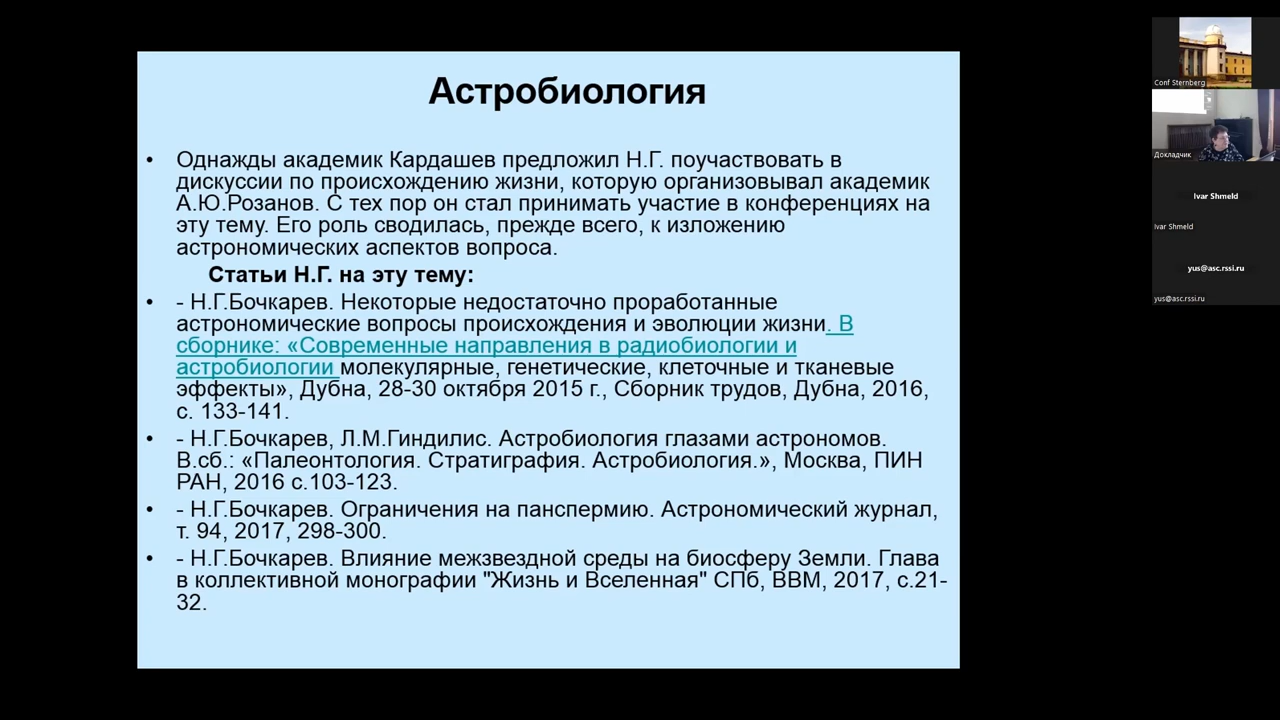 Астробиология
• Однажды академик Кардашев предложил Н.Г. поучаствовать в
дискуссии по происхождению жизни, которую организовывал академик
А.Ю.Розанов. С тех пор он стал принимать участие в конференциях на
эту тему. Его роль сводилась, прежде всего, к изложению
астрономических аспектов вопроса.
Статьи Н.Г. на эту тему:
• - Н.Г.Бочкарев. Некоторые недостаточно проработанные
астрономические вопросы происхождения и эволюции жизни. В
сборнике: «Современные направления в радиобиологии и
астробиологии молекулярные, генетические, клеточные и тканевые
эффекты», Дубна, 28-30 октября 2015 г., Сборник трудов, Дубна, 2016,
с. 133-141.
• - Н.Г.Бочкарев, Л.М.Гиндилис. Астробиология глазами астрономов.
В.сб.: «Палеонтология. Стратиграфия. Астробиология.», Москва, ПИН
РАН, 2016 с.103-123.
• - Н.Г.Бочкарев. Ограничения на панспермию. Астрономический журнал,
т. 94, 2017, 298-300.
• - Н.Г.Бочкарев. Влияние межзвездной среды на биосферу Земли. Глава
в коллективной монографии "Жизнь и Вселенная" СПб, ВВМ, 2017, с.21-
32.
Conf Sternberg
Докладчик
Ivar Shmeld
Ivar Shmeld
yus@asc.rssi.ru
yus@asc.rssi.ru